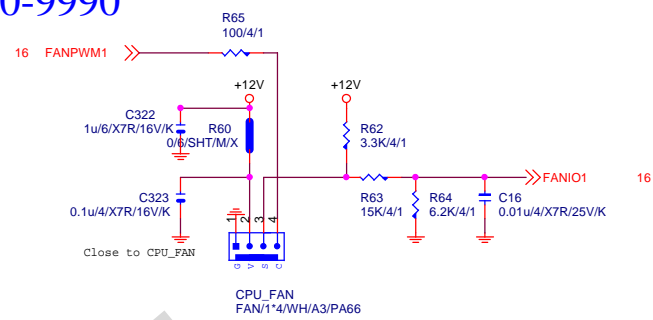 0-9990
R65
100/4/1
16 FANPWM1
+12V
+12V
C322
1u/6/X7R/16V/K
R60
0/6/SHT/M/X
R62
3.3K/4/1
FANIO1 16
C323
0.1u/4/X7R/16V/K
R63
15K/4/1
R64
6.2K/4/1
C16
0.01u/4/X7R/25V/K
1 2 3 4
Close to CPU_FAN
G V S C
CPU_FAN
FAN/1*4/WH/A3/PA66